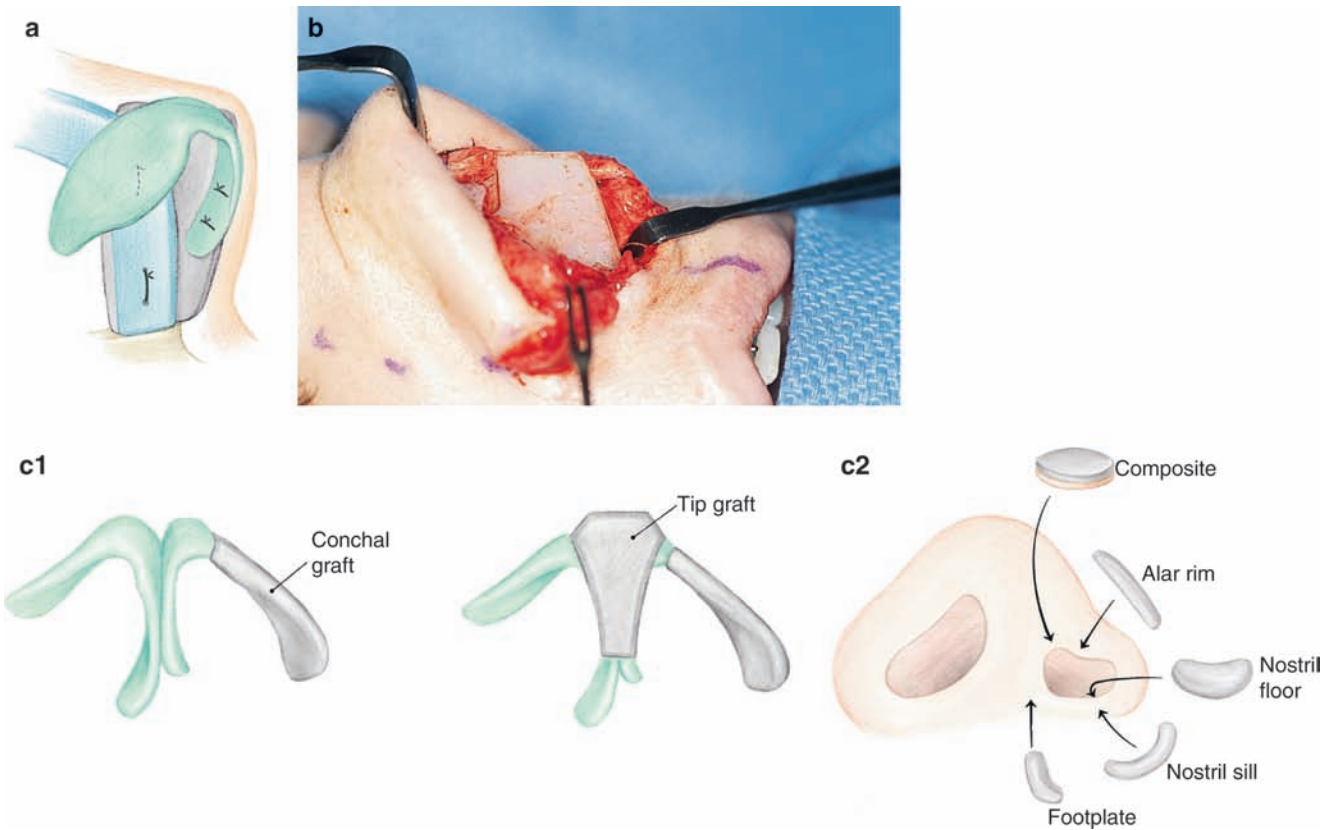 a
b
c1
Conchal
graft
Tip graft
c2
Composite
Alar rim
Nostril
floor
Nostril sill
Footplate